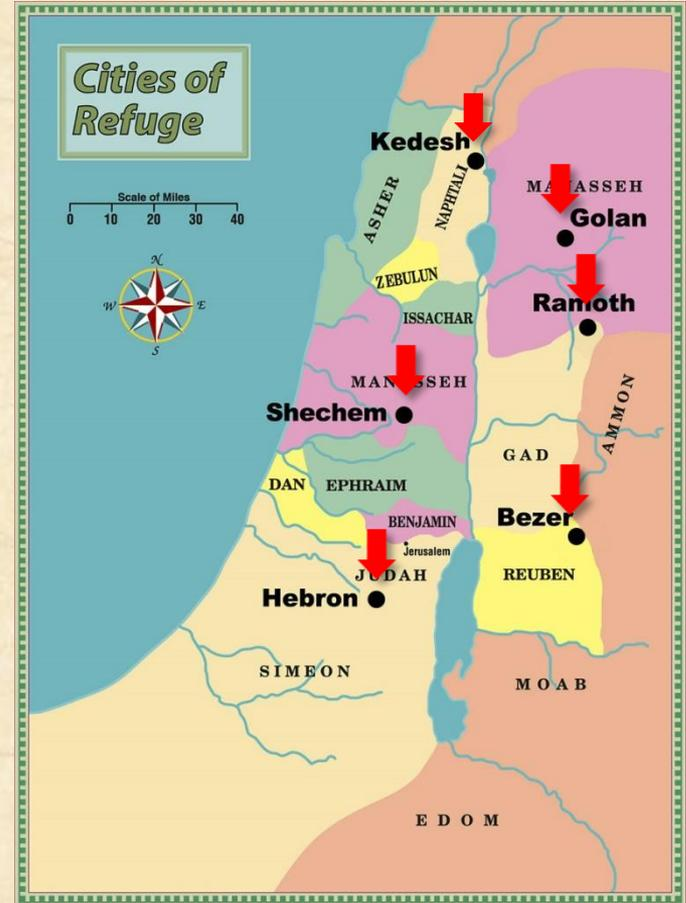 Cities of
Refuge
Scale of Miles
0 10 20 30 40
N
W E
S
Kedesh
ASHER
NAPHTALI
MANASSEH
Golan
ZEBULUN
ISSACHAR
Ramoth
MANASSEH
Shechem
AMMON
GAD
DAN
EPHRAIM
BENJAMIN
Bezer
Jerusalem
JUDAH
REUBEN
Hebron
SIMEON
MOAB
EDOM